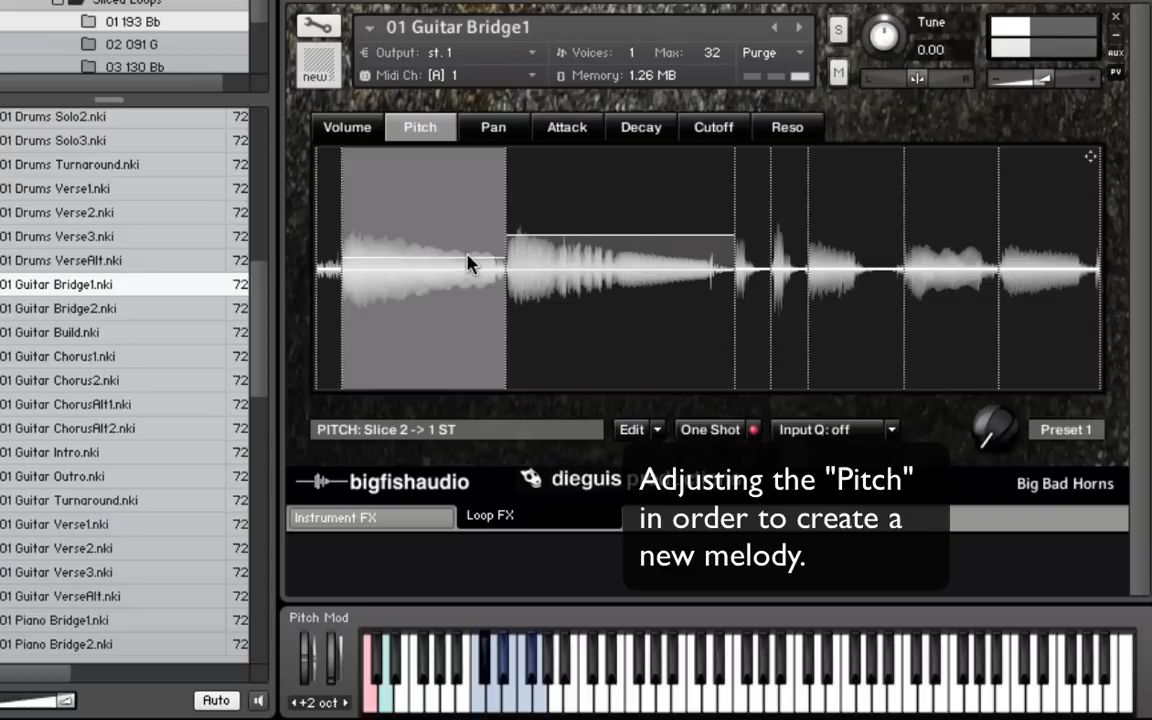 Sliced Loops
01 193 Bb
02 091 G
03 130 Bb
01 Drums Solo2.nki 72
01 Drums Solo3.nki 72
01 Drums Turnaround.nki 72
01 Drums Verse1.nki 72
01 Drums Verse2.nki 72
01 Drums Verse3.nki 72
01 Drums VerseAlt.nki 72
01 Guitar Bridge1.nki 72
01 Guitar Bridge2.nki 72
01 Guitar Build.nki 72
01 Guitar Chorus1.nki 72
01 Guitar Chorus2.nki 72
01 Guitar ChorusAlt1.nki 72
01 Guitar ChorusAlt2.nki 72
01 Guitar Intro.nki 72
01 Guitar Outro.nki 72
01 Guitar Turnaround.nki 72
01 Guitar Verse1.nki 72
01 Guitar Verse2.nki 72
01 Guitar Verse3.nki 72
01 Guitar VerseAlt.nki 72
01 Piano Bridge1.nki 72
01 Piano Bridge2.nki 72
Auto
01 Guitar Bridge1
Output: st. 1 Voices: 1 Max: 32 Purge
Midi Ch: [A] 1 Memory: 1.26 MB
new
S
M
Tune
0.00
L R
AUX
PV
Volume Pitch Pan Attack Decay Cutoff Reso
PITCH: Slice 2 -> 1 ST Edit One Shot Input Q: off Preset 1
bigfishaudio dieguis Big Bad Horns
Adjusting the "Pitch"
in order to create a
new melody.
Instrument FX Loop FX
Pitch Mod
+2 oct